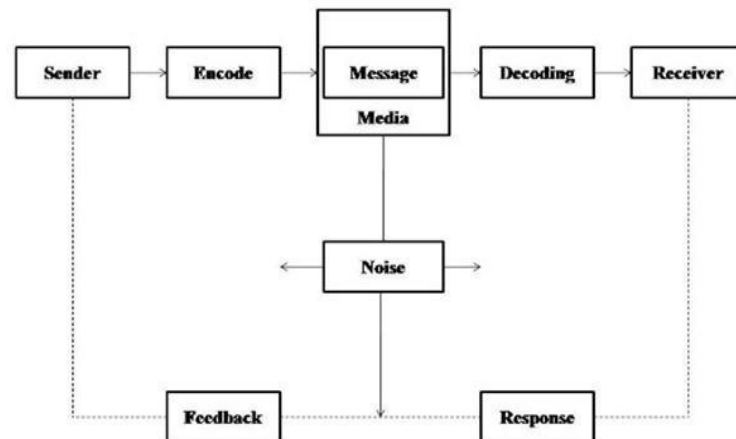 Sender
Encode
Message
Media
Decoding
Receiver
Noise
Feedback
Response